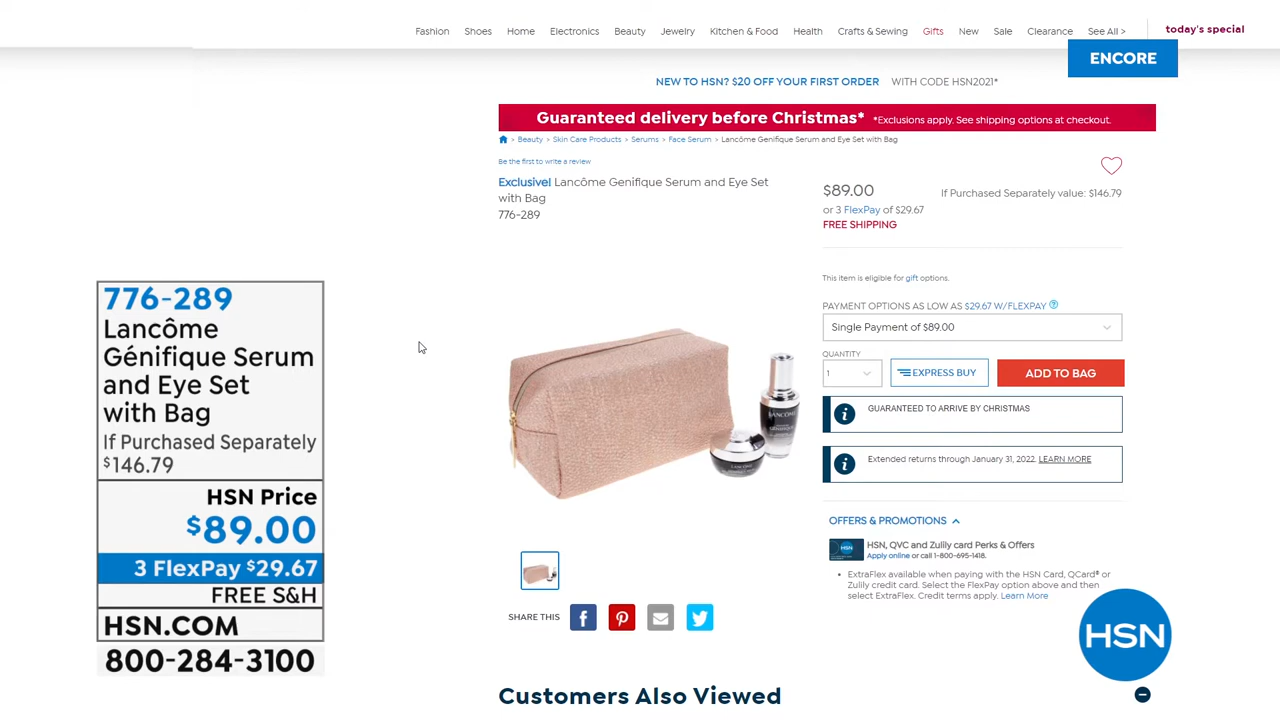 Fashion Shoes Home Electronics Beauty Jewelry Kitchen & Food Health Crafts & Sewing Gifts New Sale Clearance See All > today's special
ENCORE
NEW TO HSN? $20 OFF YOUR FIRST ORDER WITH CODE HSN2021*
Guaranteed delivery before Christmas* *Exclusions apply. See shipping options at checkout.
> Beauty > Skin Care Products > Serums > Face Serum > Lancôme Genifique Serum and Eye Set with Bag
Be the first to write a review
Exclusive! Lancôme Genifique Serum and Eye Set
with Bag
776-289
$89.00 If Purchased Separately value: $146.79
or 3 FlexPay of $29.67
FREE SHIPPING
This item is eligible for gift options.
PAYMENT OPTIONS AS LOW AS $29.67 W/FLEXPAY ?
Single Payment of $89.00
QUANTITY
1 EXPRESS BUY ADD TO BAG
GUARANTEED TO ARRIVE BY CHRISTMAS
Extended returns through January 31, 2022. LEARN MORE
OFFERS & PROMOTIONS
HSN, QVC and Zulily card Perks & Offers
Apply online or call 1-800-695-1418.
• ExtraFlex available when paying with the HSN Card, QCard® or
Zulily credit card. Select the FlexPay option above and then
select ExtraFlex. Credit terms apply. Learn More
LANCÔME
LANCÔME
SHARE THIS
Customers Also Viewed
776-289
Lancôme
Génifique Serum
and Eye Set
with Bag
If Purchased Separately
$146.79
HSN Price
$89.00
3 FlexPay $29.67
FREE S&H
HSN.COM
800-284-3100
HSN